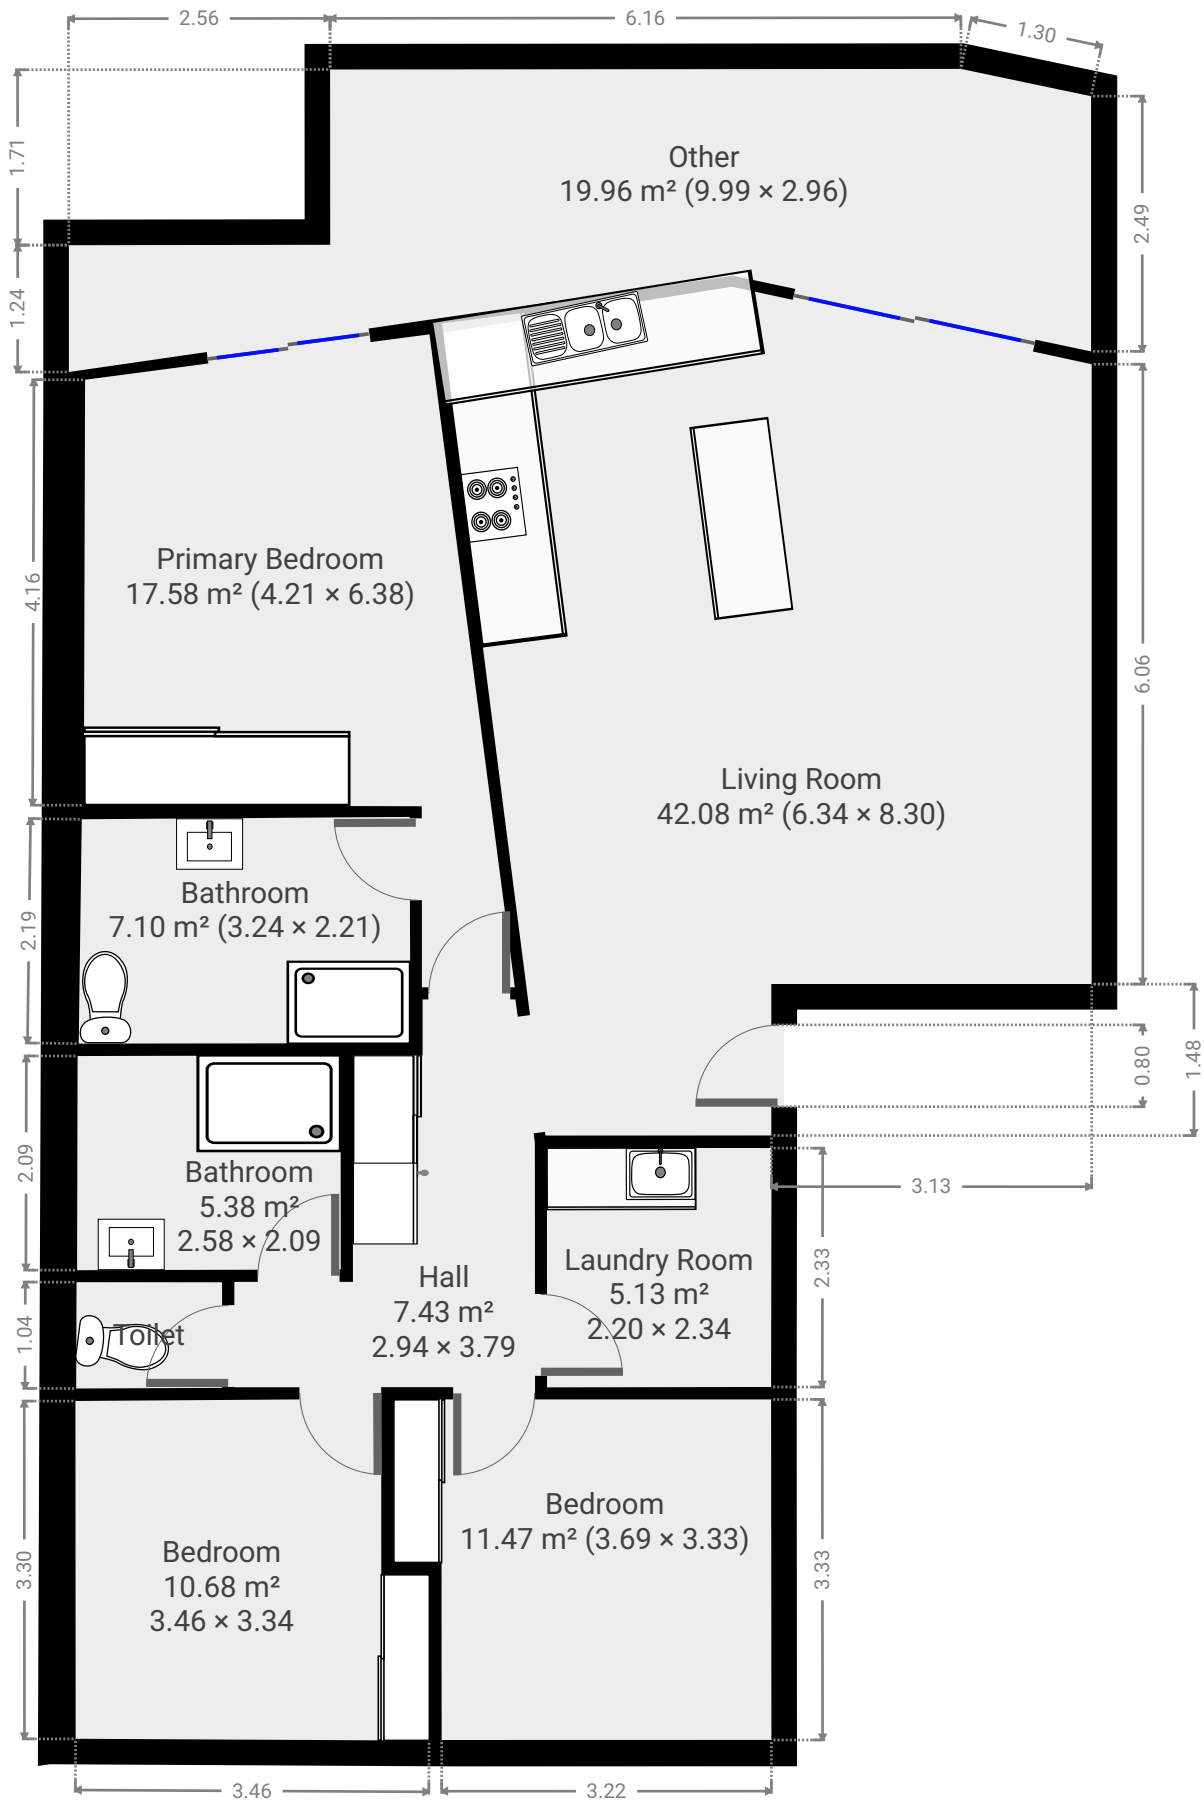 2.56
6.16
1.30
1.71
Other
19.96 m² (9.99 × 2.96)
2.49
1.24
Primary Bedroom
17.58 m² (4.21 × 6.38)
4.16
6.06
Living Room
42.08 m² (6.34 × 8.30)
Bathroom
7.10 m² (3.24 × 2.21)
2.19
0.80
1.48
Bathroom
5.38 m²
2.58 × 2.09
2.09
3.13
Laundry Room
5.13 m²
2.20 × 2.34
2.33
Hall
7.43 m²
2.94 × 3.79
Toilet
1.04
Bedroom
11.47 m² (3.69 × 3.33)
Bedroom
10.68 m²
3.46 × 3.34
3.30
3.33
3.46
3.22